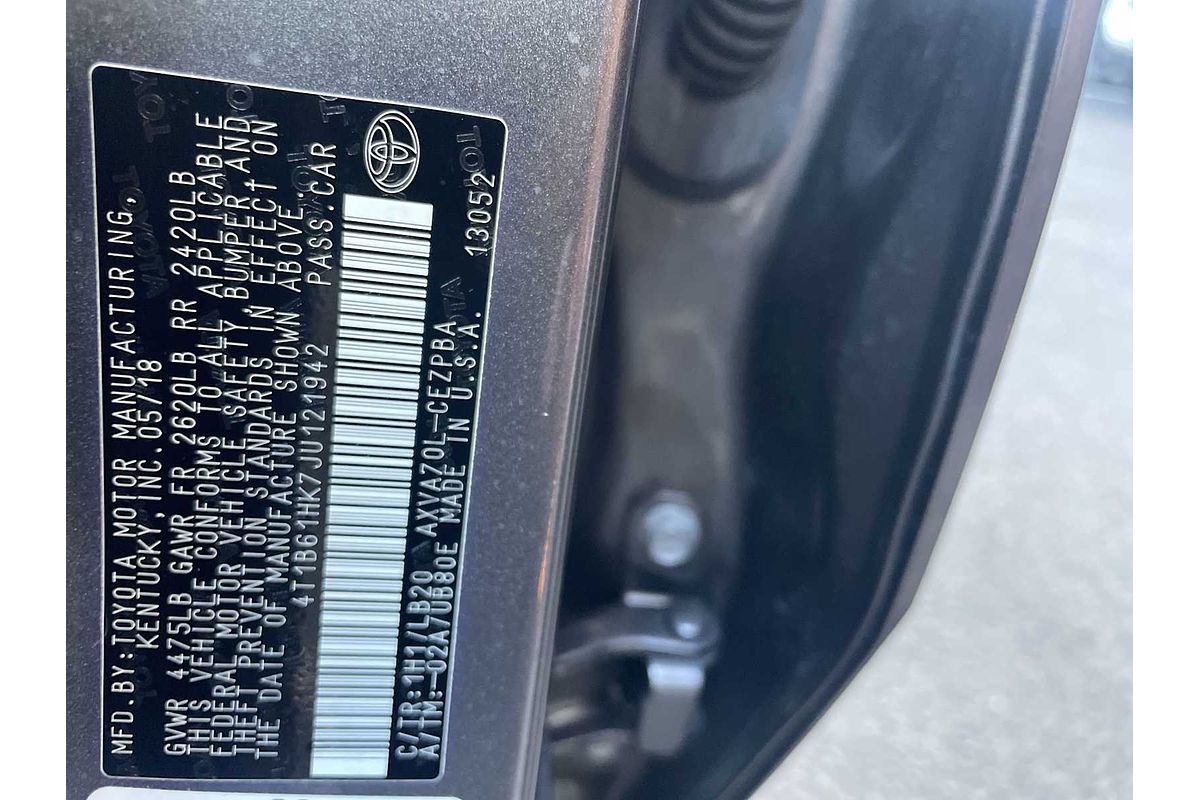 MFD.BY:TOYOTA MOTOR MANUFACTURING,
KENTUCKY,INC.05/18
GVWR 4475LB GAWR FR 2620LB RR 2420LB
THIS VEHICLE CONFORMS TO ALL APPLICABLE
FEDERAL MOTOR VEHICLE SAFETY,BUMPER,AND
THEFT PREVENTION STANDARDS IN EFFECT ON
THE DATE OF MANUFACTURE SHOWN ABOVE.
4T1B61HK7JU121942 PASS.CAR
C/TR:1H1/LB20 AXVA70L-CEZPBA 13052
A/TM:-02A/UB80E MADE IN U.S.A.